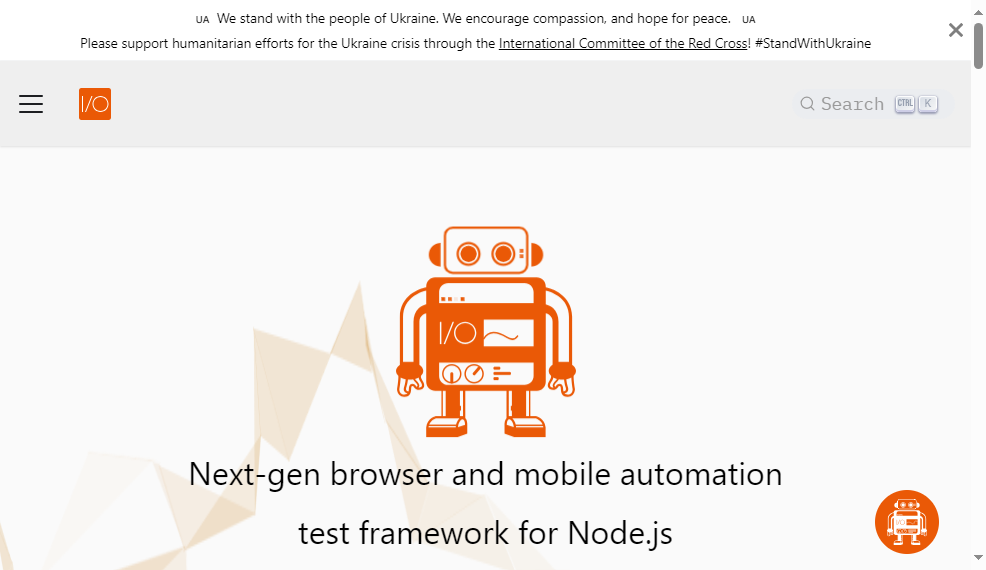 UA We stand with the people of Ukraine. We encourage compassion, and hope for peace. UA
Please support humanitarian efforts for the Ukraine crisis through the International Committee of the Red Cross! #StandWithUkraine
I/O
Search CTRL K
I/O
Next-gen browser and mobile automation
test framework for Node.js